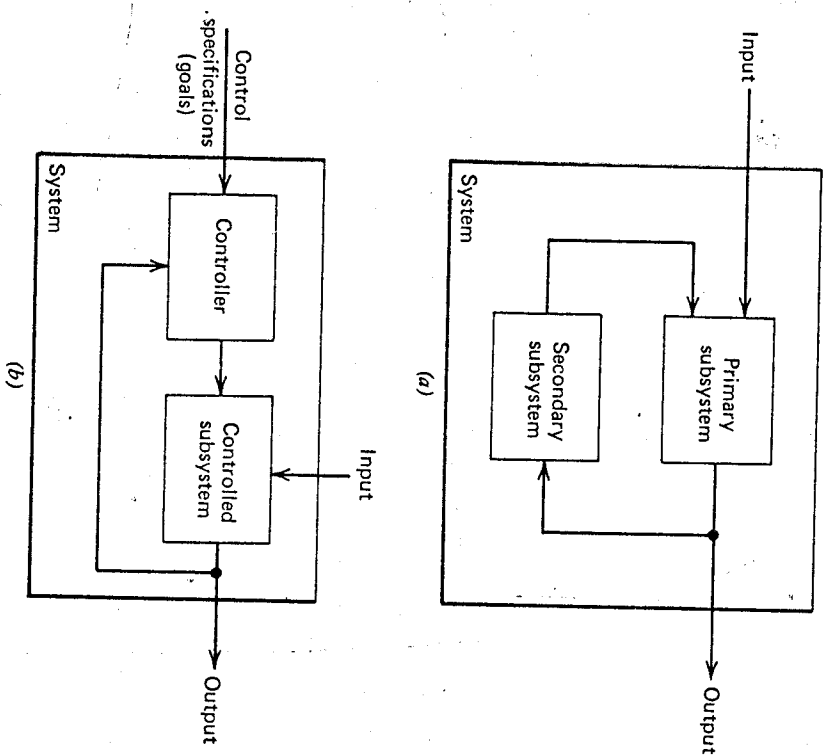 Input
Primary
subsystem
Secondary
subsystem
System
Output
(a)
Control
specifications
(goals)
Controller
Controlled
subsystem
Input
System
Output
(b)